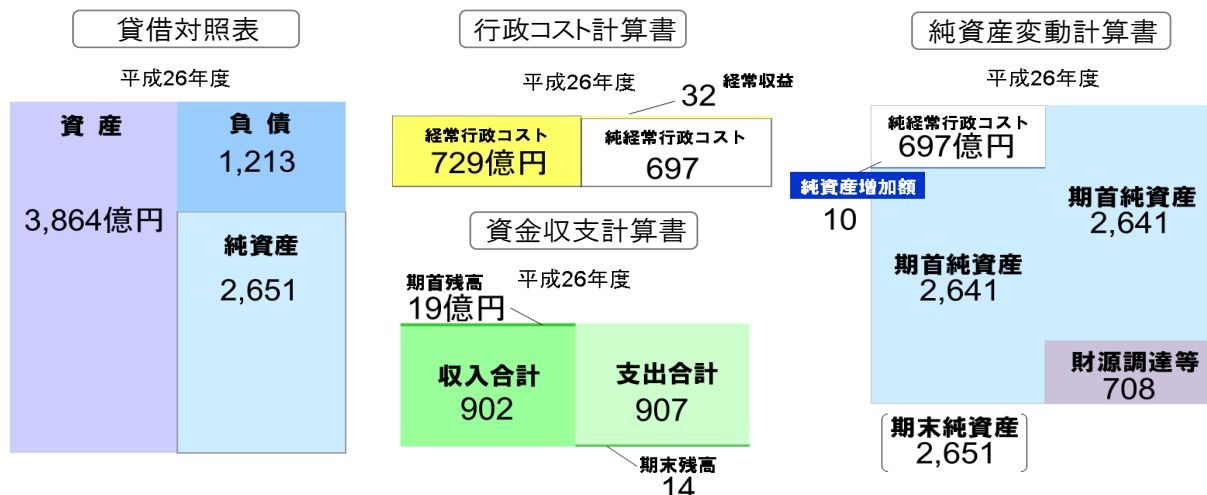 貸借対照表
平成26年度
資産
3,864億円
負債
1,213
純資産
2,651
行政コスト計算書
平成26年度
32 経常収益
経常行政コスト
729億円
純経常行政コスト
697
資金収支計算書
平成26年度
期首残高
19億円
収入合計
902
支出合計
907
期末残高
14
純資産変動計算書
平成26年度
純経常行政コスト
697億円
純資産増加額
10
期首純資産
2,641
期首純資産
2,641
財源調達等
708
期末純資産
2,651